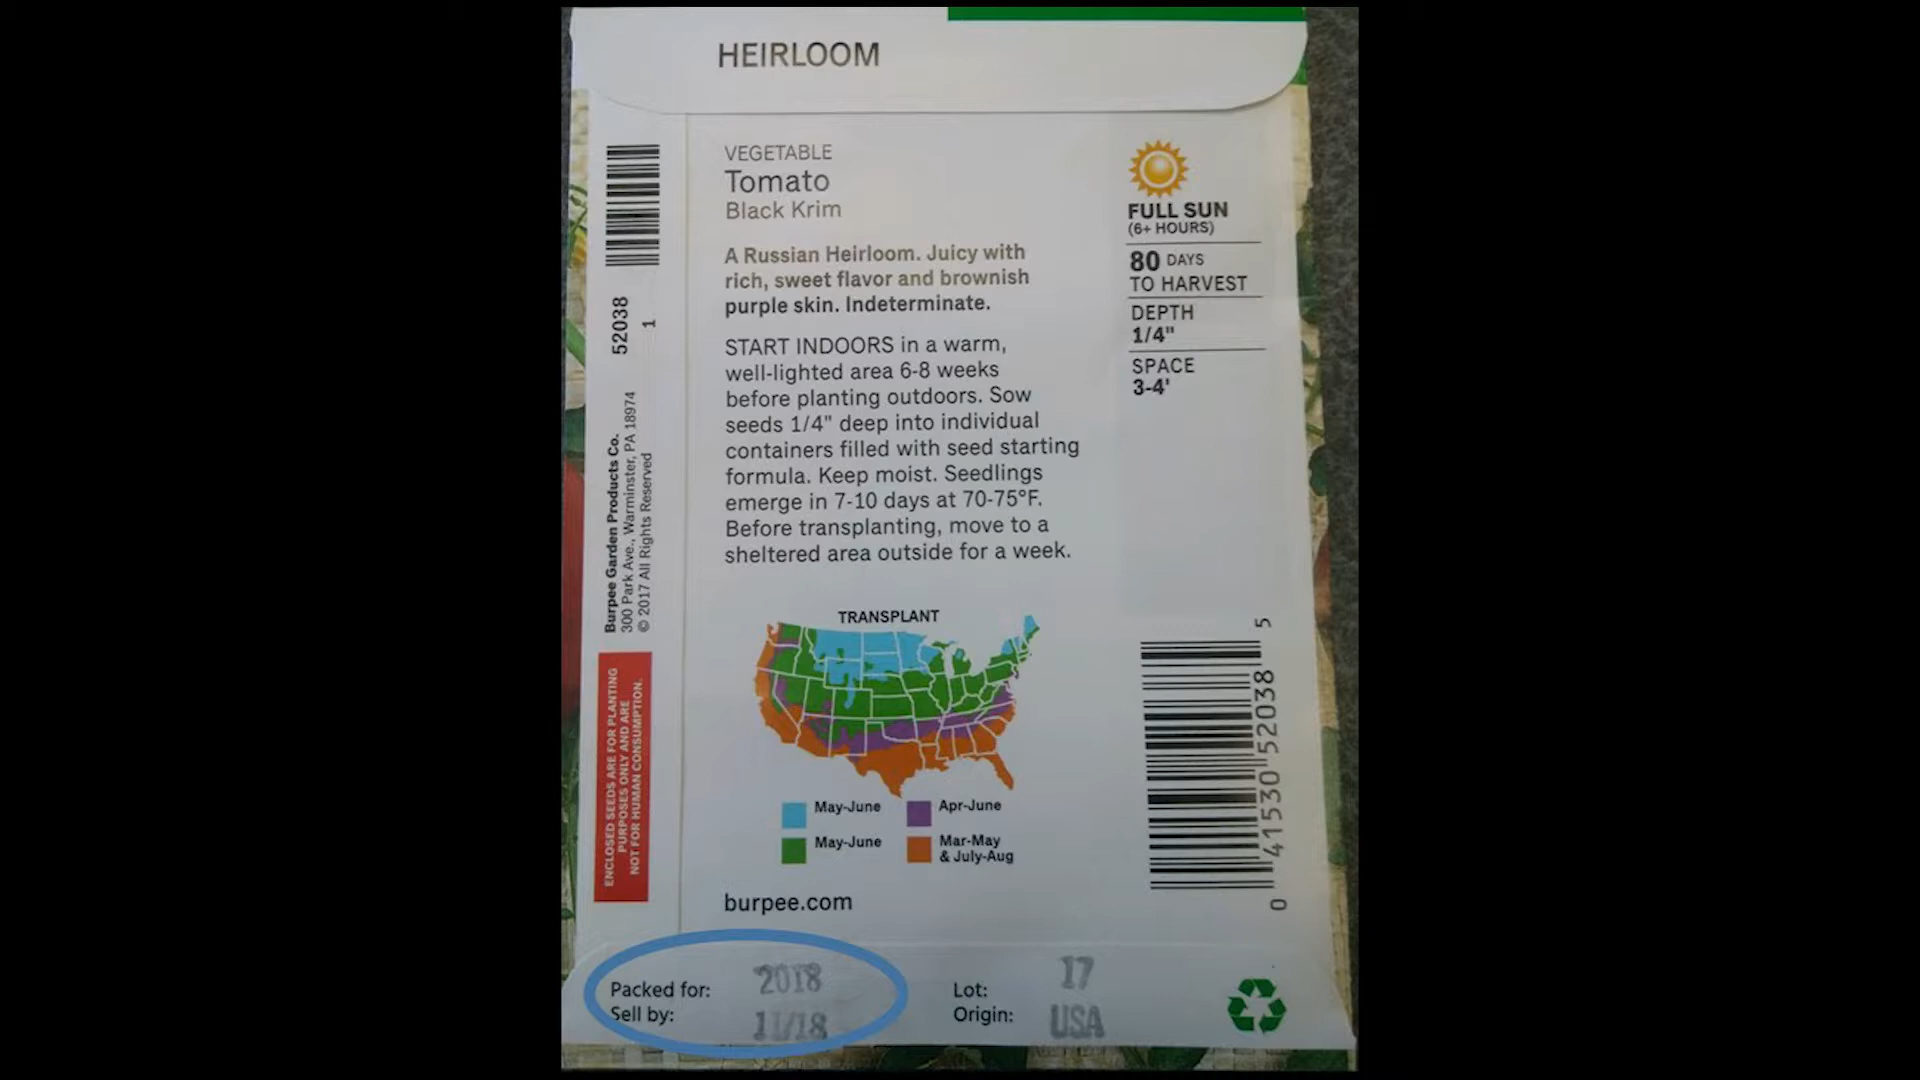 HEIRLOOM
VEGETABLE
Tomato
Black Krim
A Russian Heirloom. Juicy with
rich, sweet flavor and brownish
purple skin. Indeterminate.
START INDOORS in a warm,
well-lighted area 6-8 weeks
before planting outdoors. Sow
seeds 1/4" deep into individual
containers filled with seed starting
formula. Keep moist. Seedlings
emerge in 7-10 days at 70-75°F.
Before transplanting, move to a
sheltered area outside for a week.
FULL SUN
(6+ HOURS)
80 DAYS
TO HARVEST
DEPTH
1/4"
SPACE
3-4'
52038
1
Burpee Garden Products Co.
300 Park Ave., Warminster, PA 18974
© 2017 All Rights Reserved
ENCLOSED SEEDS ARE FOR PLANTING
PURPOSES ONLY AND ARE
NOT FOR HUMAN CONSUMPTION.
TRANSPLANT
May-June
Apr-June
May-June
Mar-May
& July-Aug
burpee.com
0 41530 52038 5
Packed for: 2018
Sell by: 11/18
Lot: 17
Origin: USA